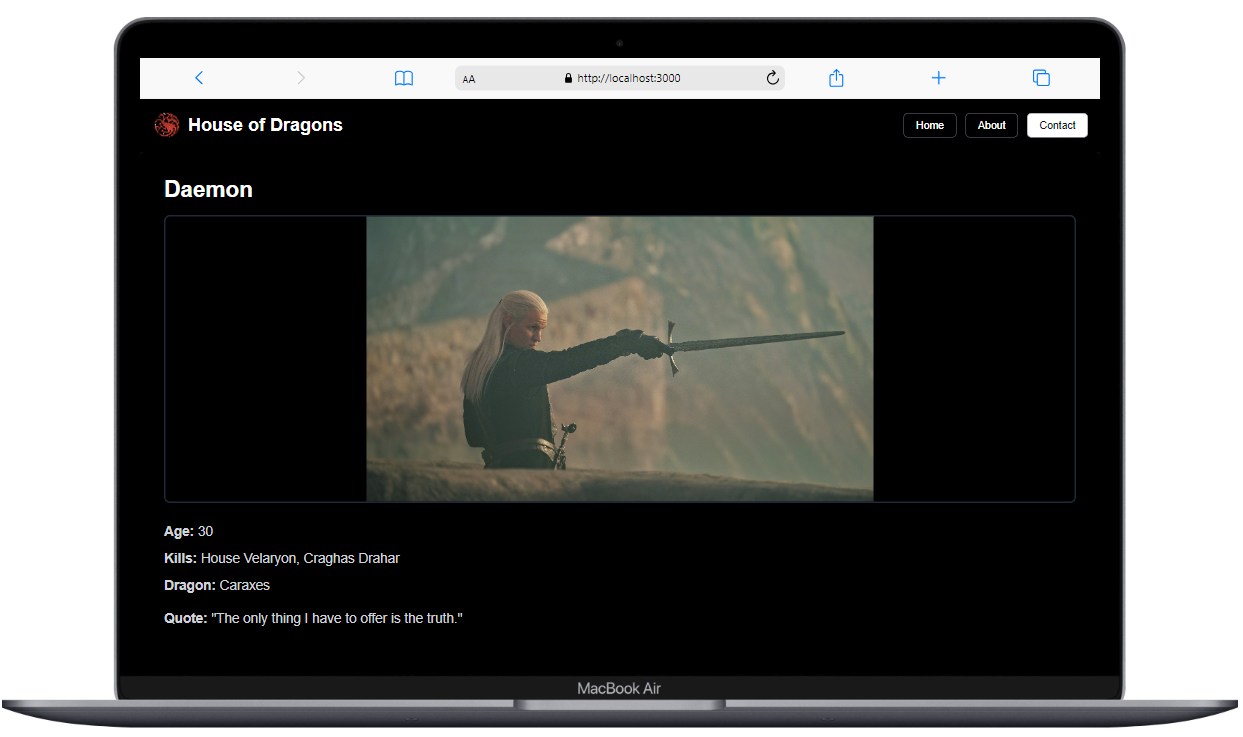 AA http://localhost:3000
House of Dragons Home About Contact
Daemon
Age: 30
Kills: House Velaryon, Craghas Drahar
Dragon: Caraxes
Quote: "The only thing I have to offer is the truth."
MacBook Air